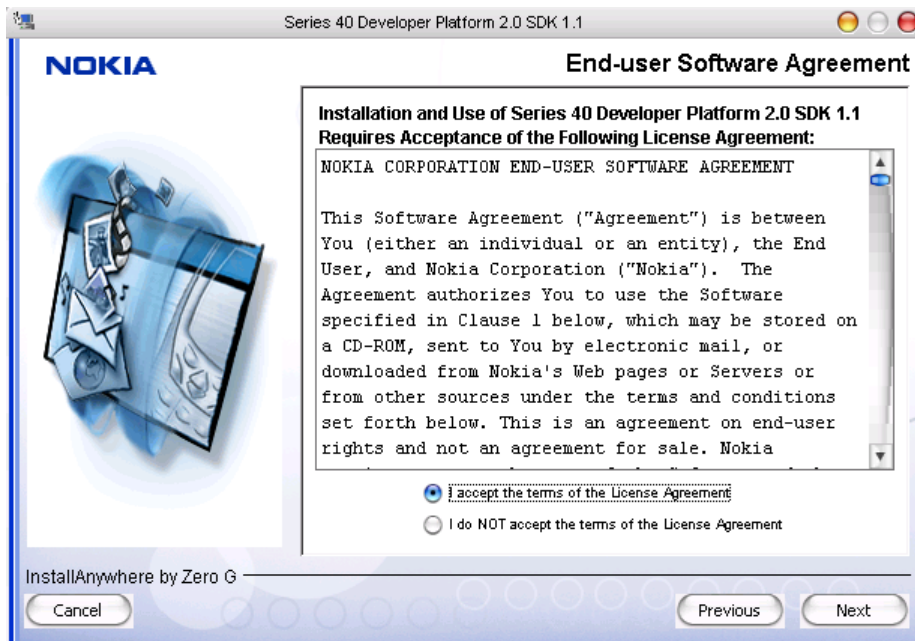 Series 40 Developer Platform 2.0 SDK 1.1
NOKIA
End-user Software Agreement
Installation and Use of Series 40 Developer Platform 2.0 SDK 1.1
Requires Acceptance of the Following License Agreement:
NOKIA CORPORATION END-USER SOFTWARE AGREEMENT
This Software Agreement ("Agreement") is between
You (either an individual or an entity), the End
User, and Nokia Corporation ("Nokia").  The
Agreement authorizes You to use the Software
specified in Clause 1 below, which may be stored on
a CD-ROM, sent to You by electronic mail, or
downloaded from Nokia's Web pages or Servers or
from other sources under the terms and conditions
set forth below. This is an agreement on end-user
rights and not an agreement for sale. Nokia
I accept the terms of the License Agreement
I do NOT accept the terms of the License Agreement
InstallAnywhere by Zero G
Cancel
Previous
Next